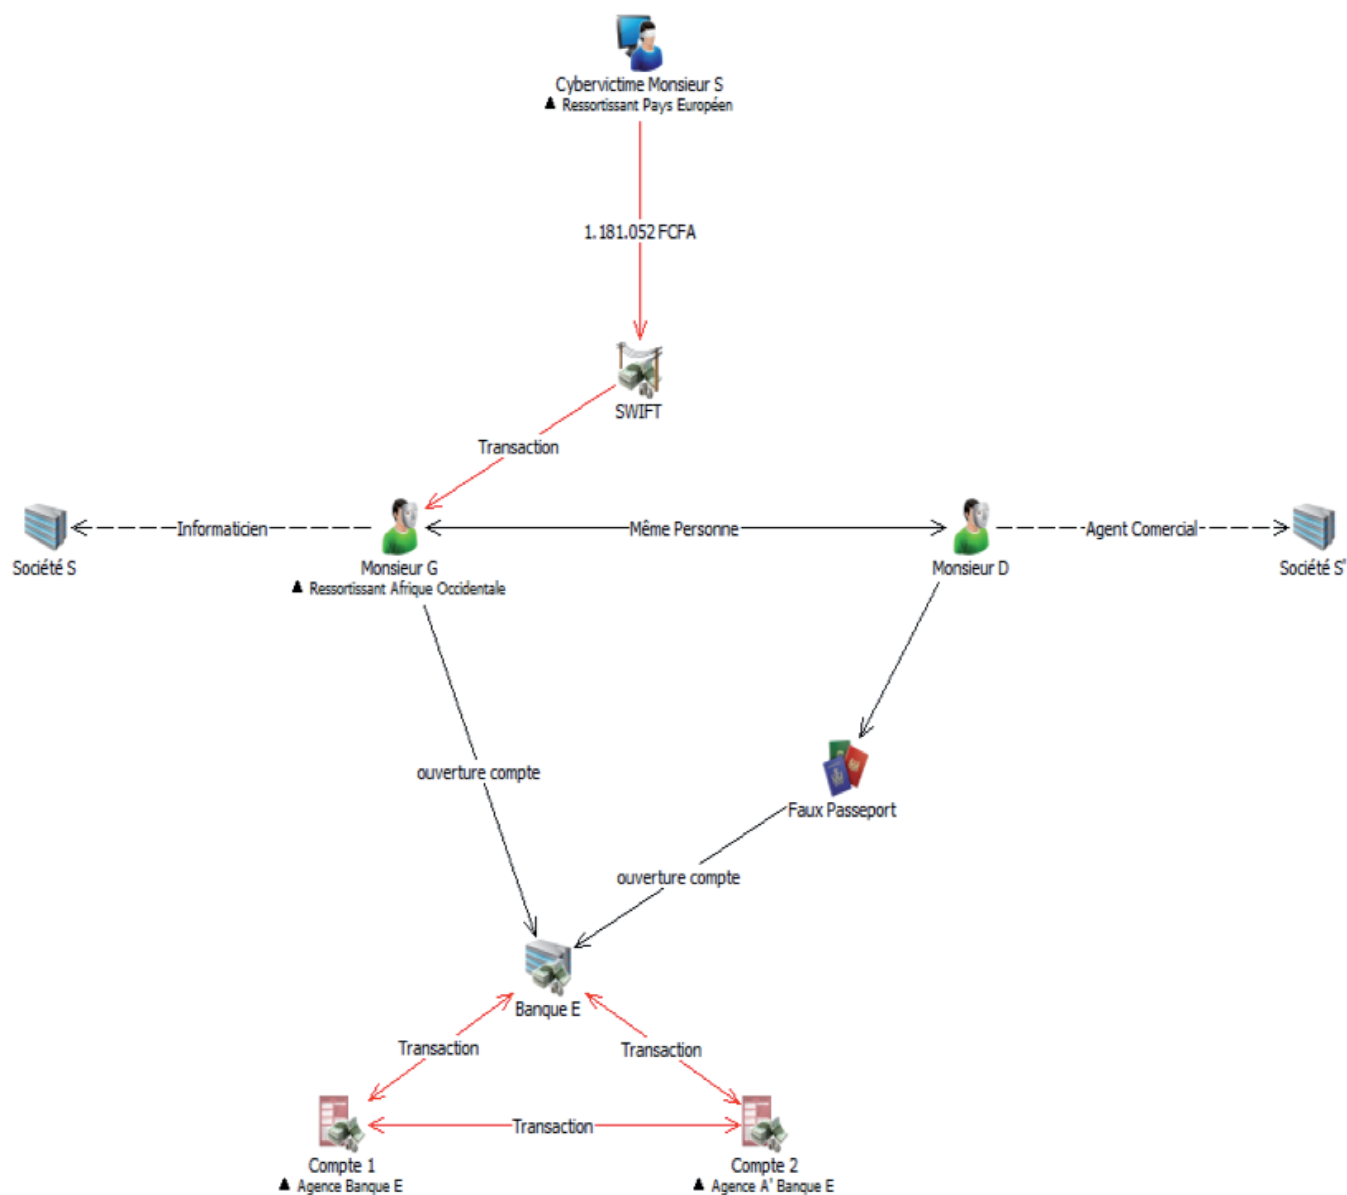 Cybervictime Monsieur S
Ressortissant Pays Européen
1.181.052 FCFA
SWIFT
Transaction
Informaticien
Même Personne
Agent Comercial
Société S
Monsieur G
Ressortissant Afrique Occidentale
Monsieur D
Société S'
ouverture compte
Faux Passeport
ouverture compte
Banque E
Transaction
Transaction
Transaction
Compte 1
Agence Banque E
Compte 2
Agence A' Banque E